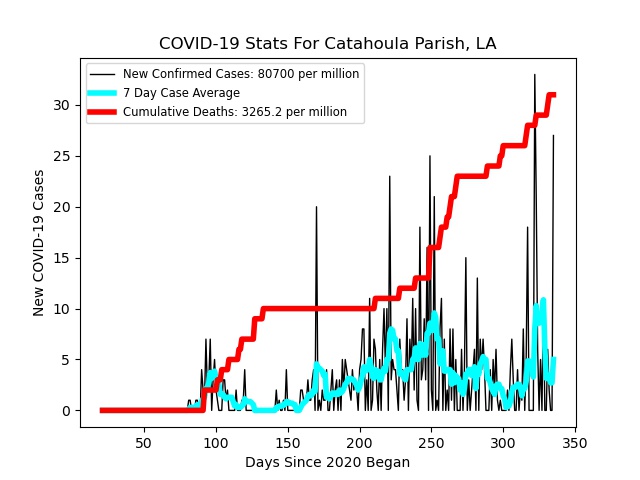 COVID-19 Stats For Catahoula Parish, LA
New Confirmed Cases: 80700 per million
7 Day Case Average
Cumulative Deaths: 3265.2 per million
New COVID-19 Cases
30
25
20
15
10
5
0
50
100
150
200
250
300
350
Days Since 2020 Began